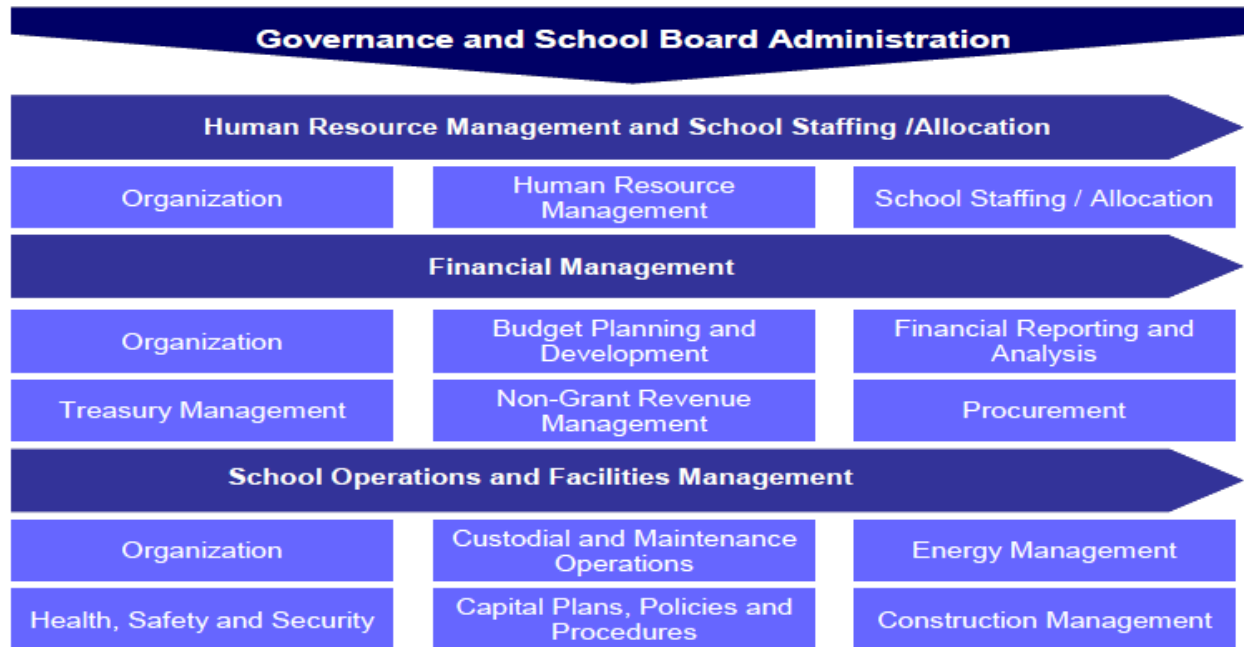 Governance and School Board Administration
Human Resource Management and School Staffing /Allocation
Organization
Human Resource
Management
School Staffing / Allocation
Financial Management
Organization
Budget Planning and
Development
Financial Reporting and
Analysis
Treasury Management
Non-Grant Revenue
Management
Procurement
School Operations and Facilities Management
Organization
Custodial and Maintenance
Operations
Energy Management
Health, Safety and Security
Capital Plans, Policies and
Procedures
Construction Management